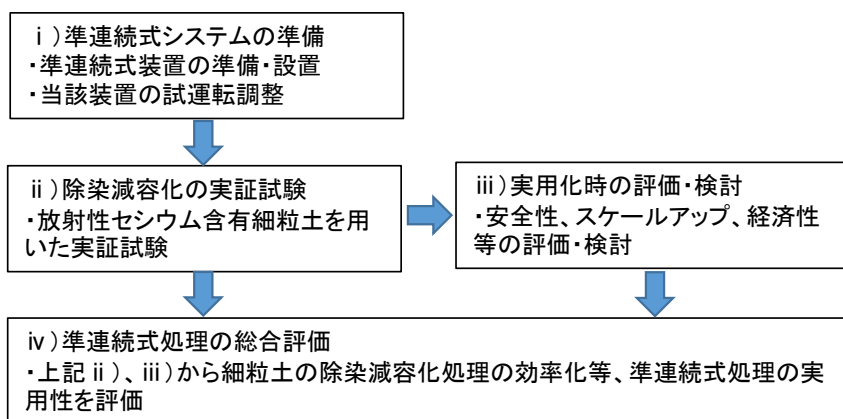 ⅰ)準連続式システムの準備
・準連続式装置の準備・設置
・当該装置の試運転調整
ⅱ)除染減容化の実証試験
・放射性セシウム含有細粒土を用
いた実証試験
ⅲ)実用化時の評価・検討
・安全性、スケールアップ、経済性
等の評価・検討
ⅳ)準連続式処理の総合評価
・上記ⅱ)、ⅲ)から細粒土の除染減容化処理の効率化等、準連続式処理の実
用性を評価